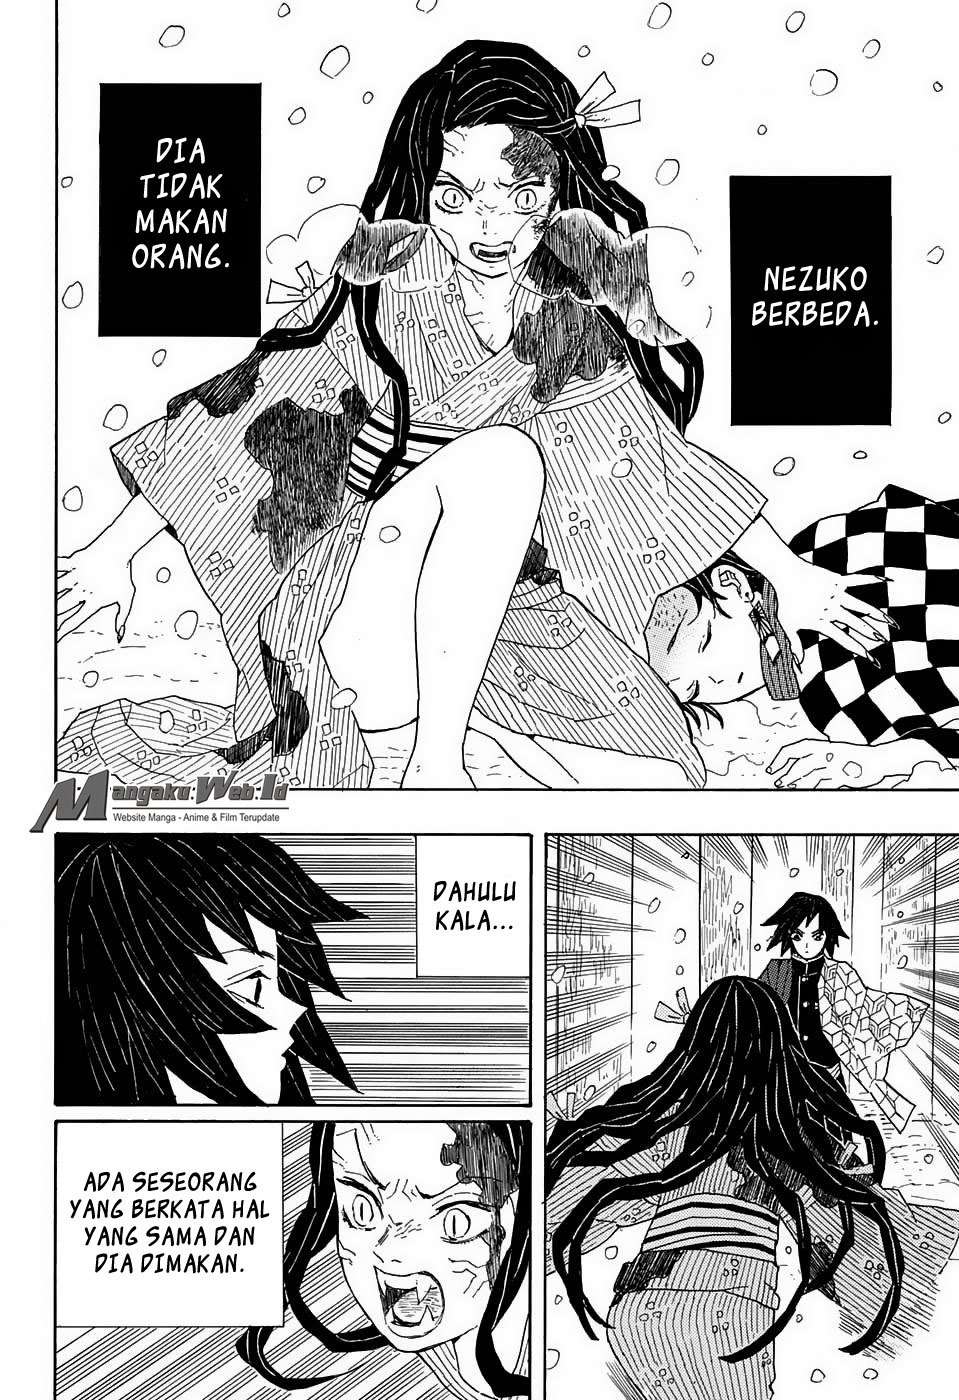 NEZUKO
BERBEDA.
DIA
TIDAK
MAKAN
ORANG.
Mangaku.Web.Id
Website Manga - Anime & Film Terupdate
DAHULU
KALA...
ADA SESEORANG
YANG BERKATA HAL
YANG SAMA DAN
DIA DIMAKAN.